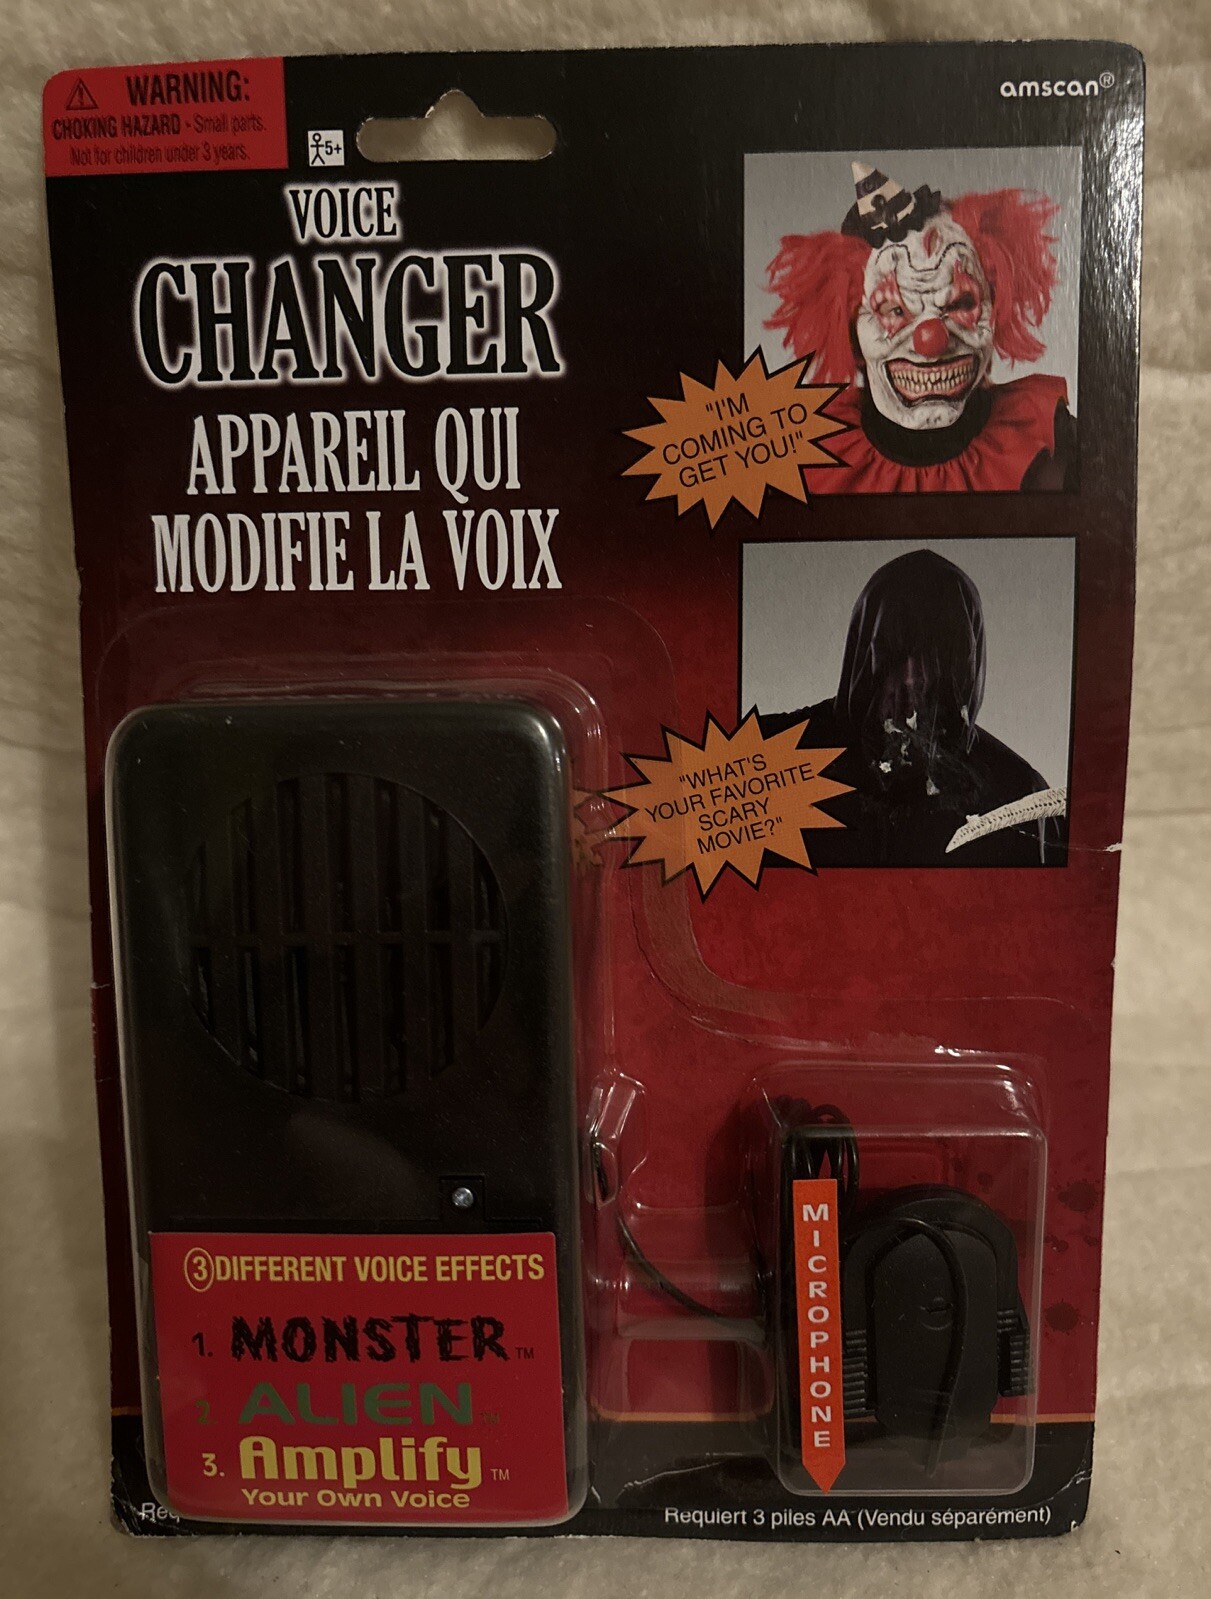 ⚠ WARNING:
CHOKING HAZARD - Small parts.
Not for children under 3 years.
5+
amscan®
VOICE
CHANGER
APPAREIL QUI
MODIFIE LA VOIX
"I'M
COMING TO
GET YOU!"
"WHAT'S
YOUR FAVORITE
SCARY
MOVIE?"
3 DIFFERENT VOICE EFFECTS
1. MONSTER™
2. ALIEN™
3. Amplify™
Your Own Voice
MICROPHONE
Requiert 3 piles AA (Vendu séparément)